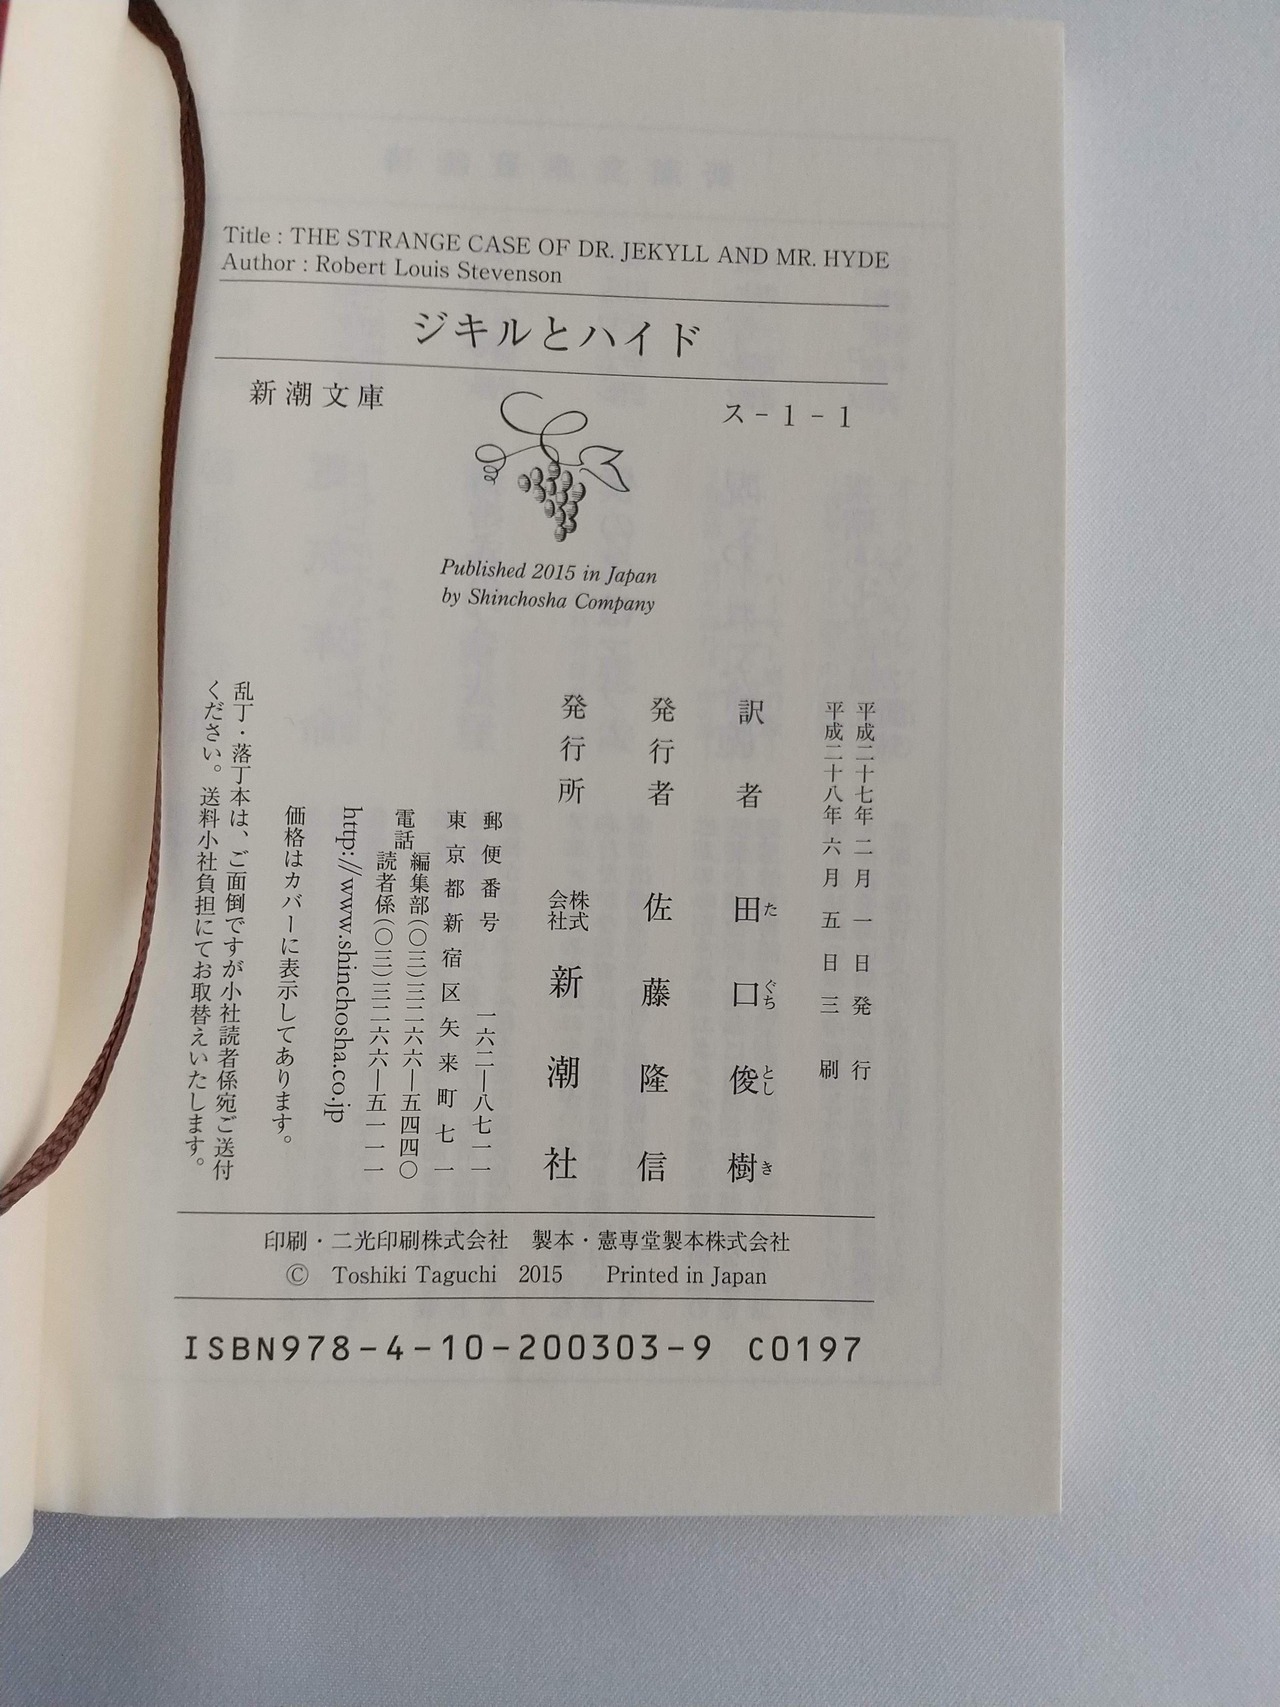 Title : THE STRANGE CASE OF DR. JEKYLL AND MR. HYDE
Author : Robert Louis Stevenson
ジキルとハイド
新潮文庫
ス-1-1
Published 2015 in Japan
by Shinchosha Company
平成二十七年二月一日発行
平成二十八年六月五日三刷
訳者 田口俊樹
たぐちとしき
発行者 佐藤隆信
発行所 株式会社 新潮社
郵便番号 一六二―八七一一
東京都新宿区矢来町七一
電話 編集部(〇三)三二六六―五四四〇
読者係(〇三)三二六六―五一一一
http://www.shinchosha.co.jp
価格はカバーに表示してあります。
乱丁・落丁本は、ご面倒ですが小社読者係宛ご送付
ください。送料小社負担にてお取替えいたします。
印刷・二光印刷株式会社 製本・憲専堂製本株式会社
© Toshiki Taguchi 2015 Printed in Japan
ISBN978-4-10-200303-9 C0197